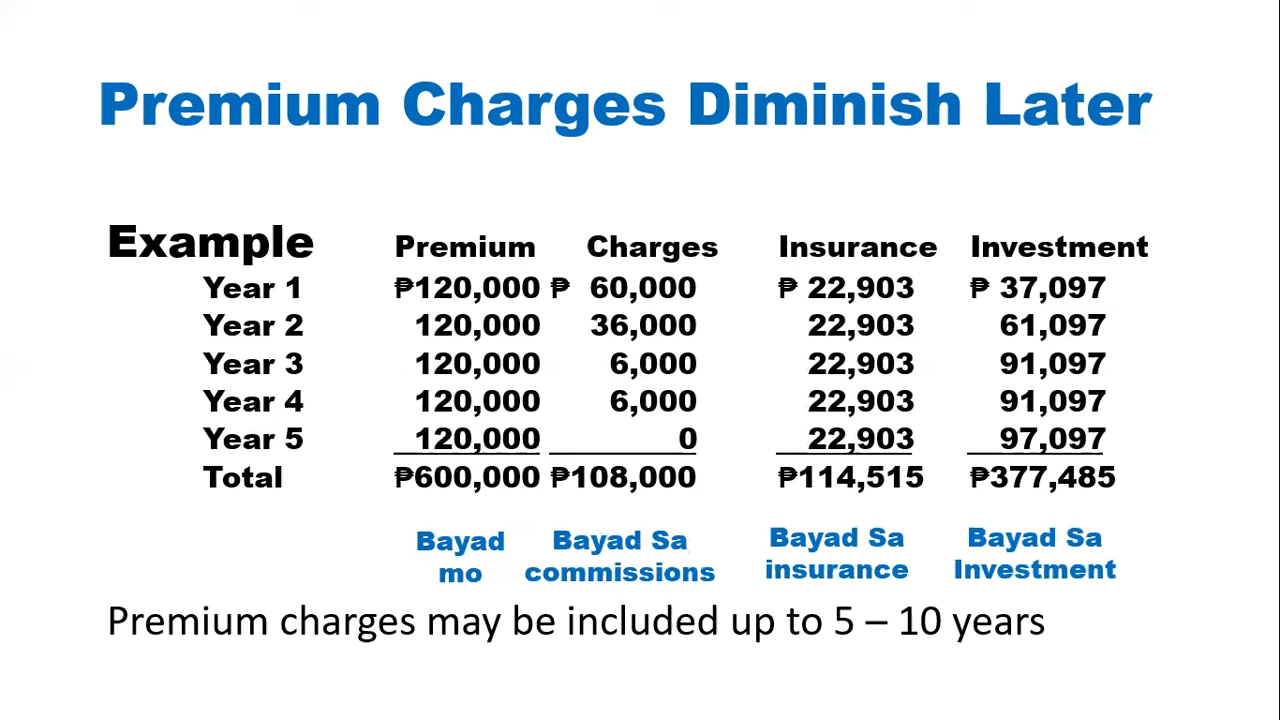 Premium Charges Diminish Later
Example Premium Charges Insurance Investment
Year 1 ₱120,000 ₱ 60,000 ₱ 22,903 ₱ 37,097
Year 2 120,000 36,000 22,903 61,097
Year 3 120,000 6,000 22,903 91,097
Year 4 120,000 6,000 22,903 91,097
Year 5 120,000 0 22,903 97,097
Total ₱600,000 ₱108,000 ₱114,515 ₱377,485
Bayad Bayad Sa Bayad Sa Bayad Sa
mo commissions insurance Investment
Premium charges may be included up to 5 – 10 years